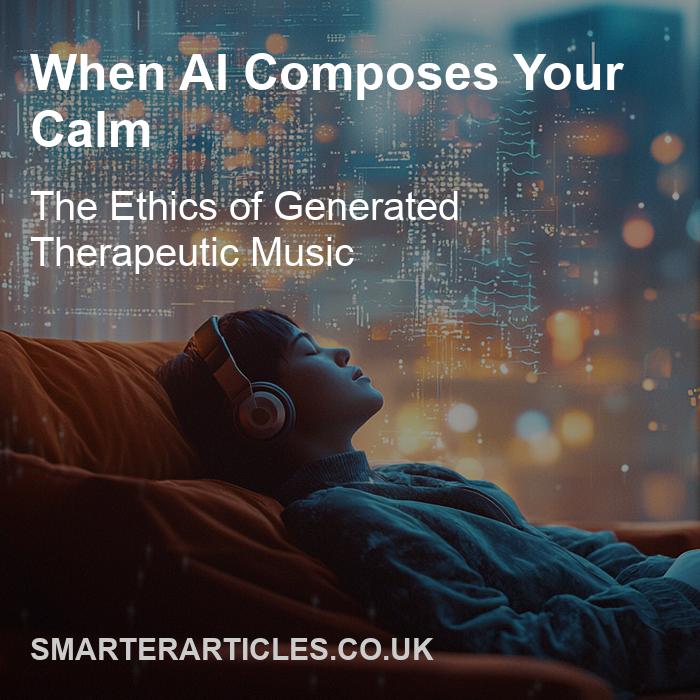 When AI Composes Your
Calm
The Ethics of Generated
Therapeutic Music
SMARTERARTICLES.CO.UK